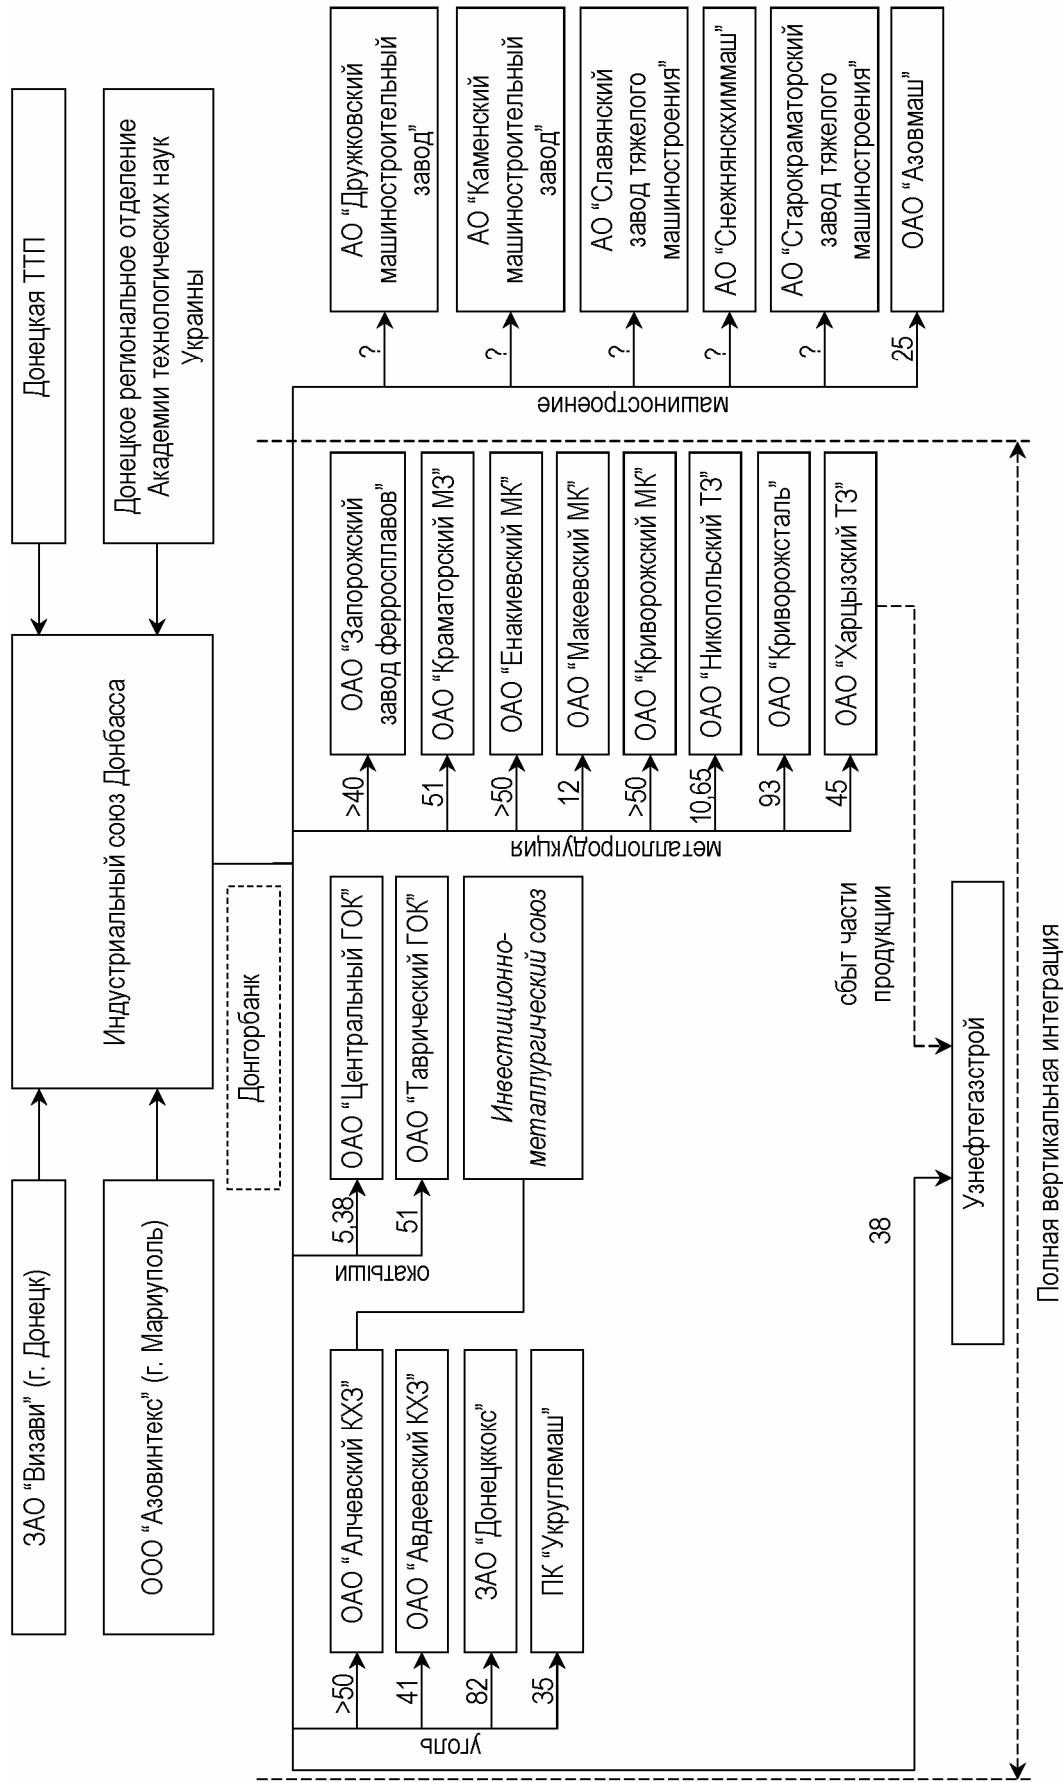 ЗАО “Визави” (г. Донецк)
ООО “Азовинтекс” (г. Мариуполь)
Индустриальный союз Донбасса
Донецкая ТТП
Донецкое региональное отделение
Академии технологических наук
Украины
Донгорбанк
уголь
>50
ОАО “Алчевский КХЗ”
41
ОАО “Авдеевский КХЗ”
82
ЗАО “Донецккокс”
35
ПК “Укруглемаш”
окатыши
5,38
ОАО “Центральный ГОК”
51
ОАО “Таврический ГОК”
Инвестиционно-
металлургический союз
металлопродукция
>40
ОАО “Запорожский
завод ферросплавов”
51
ОАО “Краматорский МЗ”
>50
ОАО “Енакиевский МК”
12
ОАО “Макеевский МК”
>50
ОАО “Криворожский МК”
10,65
ОАО “Никопольский ТЗ”
93
ОАО “Криворожсталь”
45
ОАО “Харцызский ТЗ”
машиностроение
?
АО “Дружковский
машиностроительный
завод”
?
АО “Каменский
машиностроительный
завод”
?
АО “Славянский
завод тяжелого
машиностроения”
?
АО “Снежнянскхиммаш”
?
АО “Старокраматорский
завод тяжелого
машиностроения”
25
ОАО “Азовмаш”
38
сбыт части
продукции
Узнефтегазстрой
Полная вертикальная интеграция